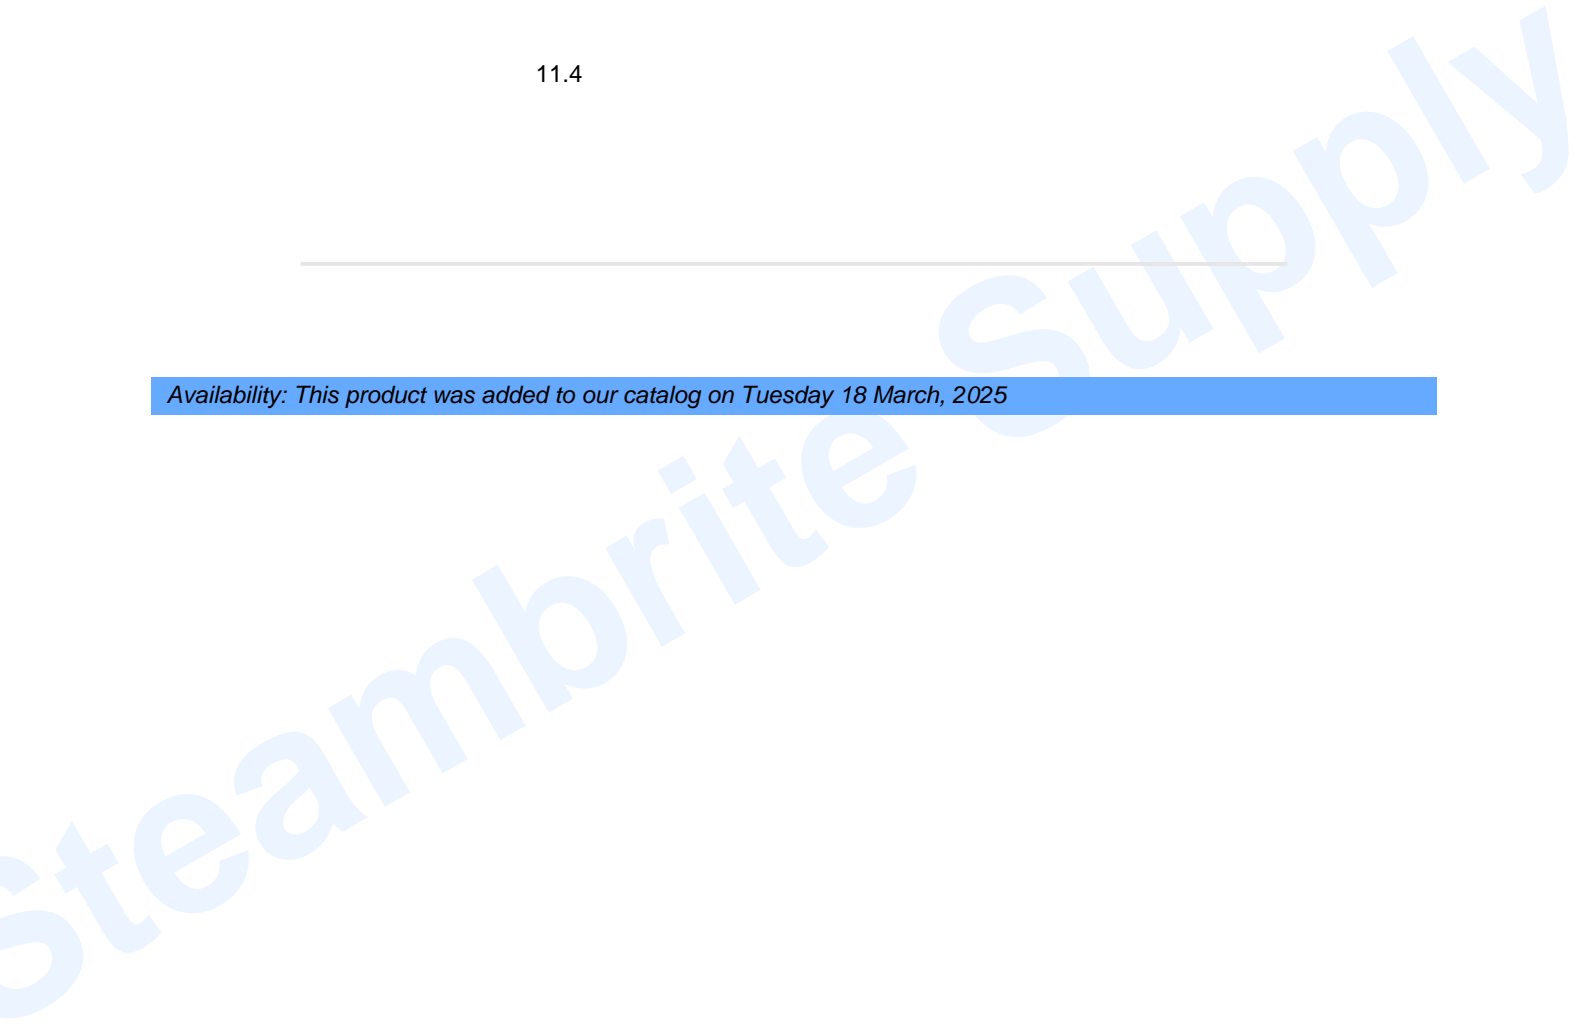 11.4
Availability: This product was added to our catalog on Tuesday 18 March, 2025
Steambrite Supply